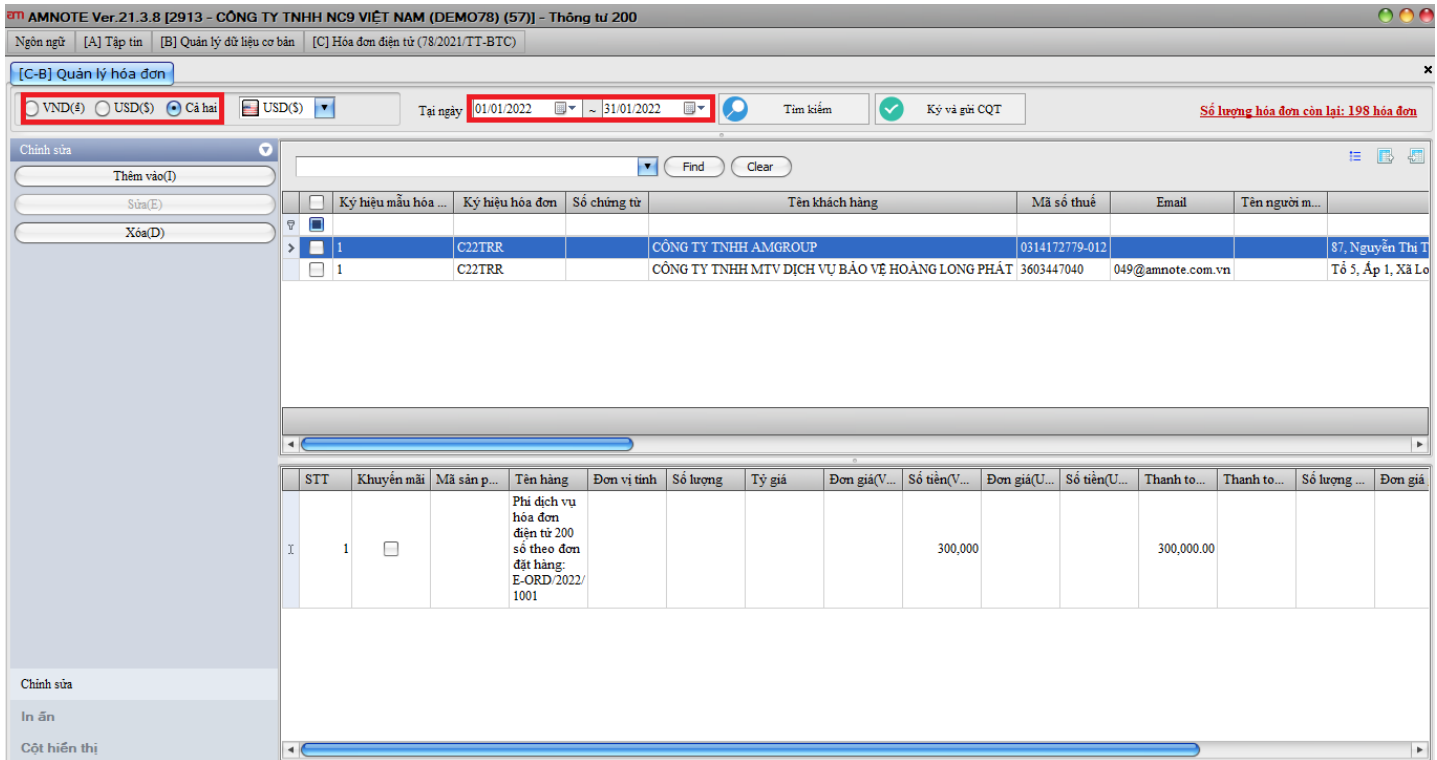 am AMNOTE Ver.21.3.8 [2913 - CÔNG TY TNHH NC9 VIỆT NAM (DEMO78) (57)] - Thông tư 200
Ngôn ngữ [A] Tập tin [B] Quản lý dữ liệu cơ bản [C] Hóa đơn điện tử (78/2021/TT-BTC)
[C-B] Quản lý hóa đơn
VND(₫) USD($) Cả hai USD($) Tại ngày 01/01/2022 ~ 31/01/2022 Tìm kiếm Ký và gửi CQT Số lượng hóa đơn còn lại: 198 hóa đơn
Chỉnh sửa
Thêm vào(I)
Sửa(E)
Xóa(D)
Find Clear
Ký hiệu mẫu hóa ... Ký hiệu hóa đơn Số chứng từ Tên khách hàng Mã số thuế Email Tên người m...
1 C22TRR CÔNG TY TNHH AMGROUP 0314172779-012 87, Nguyễn Thị T
1 C22TRR CÔNG TY TNHH MTV DỊCH VỤ BẢO VỆ HOÀNG LONG PHÁT 3603447040 049@amnote.com.vn Tổ 5, Ấp 1, Xã Lo
STT Khuyến mãi Mã sản p... Tên hàng Đơn vị tính Số lượng Tỷ giá Đơn giá(V... Số tiền(V... Đơn giá(U... Số tiền(U... Thanh to... Thanh to... Số lượng ... Đơn giá
1 Phí dịch vụ hóa đơn điện tử 200 số theo đơn đặt hàng: E-ORD/2022/1001 300,000 300,000.00
Chỉnh sửa
In ấn
Cột hiển thị